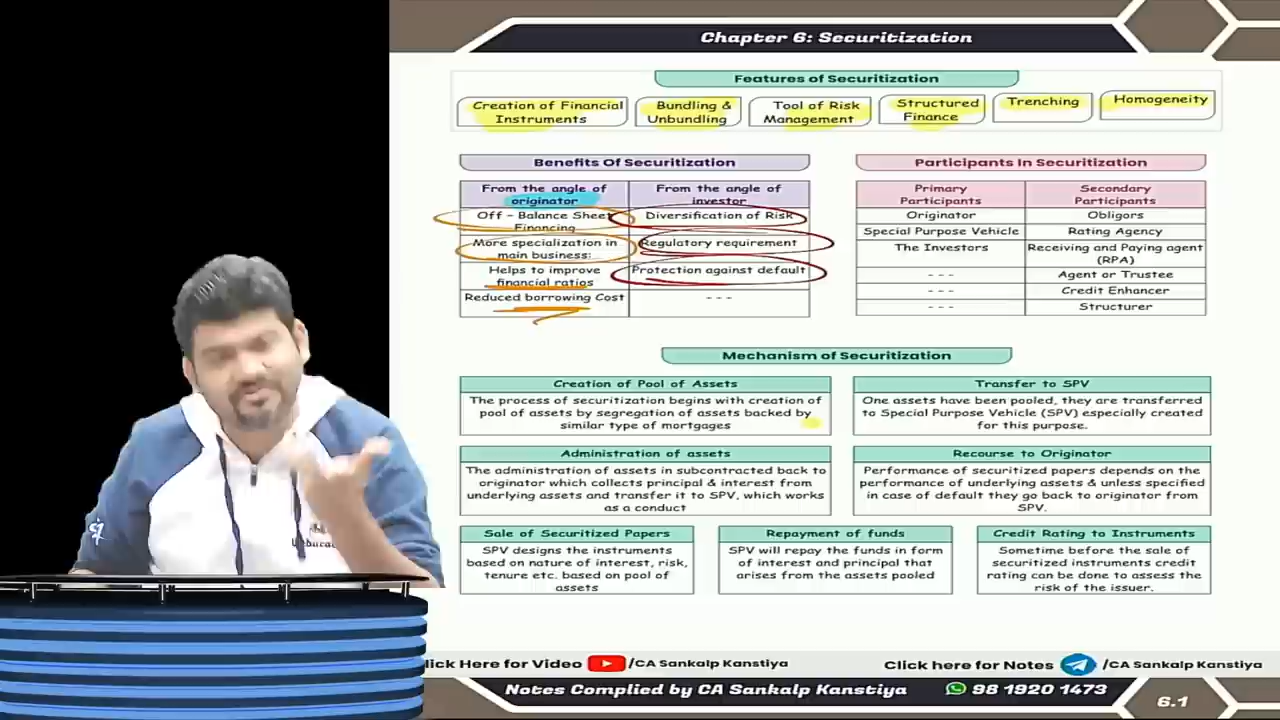 Chapter 6: Securitization
Features of Securitization
Creation of Financial
Instruments
Bundling &
Unbundling
Tool of Risk
Management
Structured
Finance
Trenching
Homogeneity
Benefits Of Securitization
From the angle of
originator
From the angle of
investor
Off - Balance Sheet
Financing
Diversification of Risk
More specialization in
main business:
Regulatory requirement
Helps to improve
financial ratios
Protection against default
Reduced borrowing Cost
---
Participants In Securitization
Primary
Participants
Secondary
Participants
Originator
Obligors
Special Purpose Vehicle
Rating Agency
The Investors
Receiving and Paying agent
(RPA)
---
Agent or Trustee
---
Credit Enhancer
---
Structurer
Mechanism of Securitization
Creation of Pool of Assets
The process of securitization begins with creation of
pool of assets by segregation of assets backed by
similar type of mortgages
Transfer to SPV
One assets have been pooled, they are transferred
to Special Purpose Vehicle (SPV) especially created
for this purpose.
Administration of assets
The administration of assets in subcontracted back to
originator which collects principal & interest from
underlying assets and transfer it to SPV, which works
as a conduct
Recourse to Originator
Performance of securitized papers depends on the
performance of underlying assets & unless specified
in case of default they go back to originator from
SPV.
Sale of Securitized Papers
SPV designs the instruments
based on nature of interest, risk,
tenure etc. based on pool of
assets
Repayment of funds
SPV will repay the funds in form
of interest and principal that
arises from the assets pooled
Credit Rating to Instruments
Sometime before the sale of
securitized instruments credit
rating can be done to assess the
risk of the issuer.
lick Here for Video /CA Sankalp Kanstiya
Click here for Notes /CA Sankalp Kanstiya
Notes Complied by CA Sankalp Kanstiya 98 1920 1473
6.1